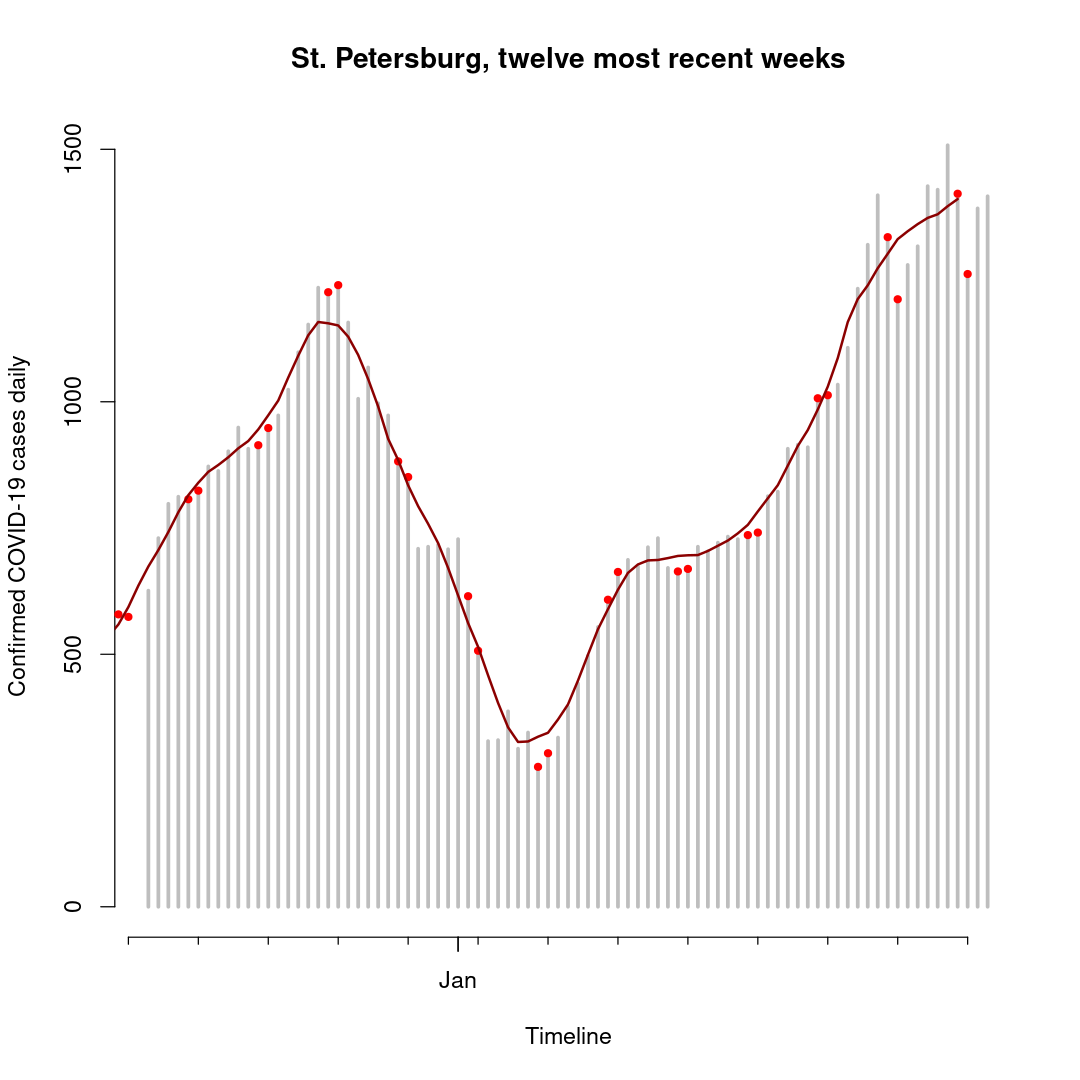 St. Petersburg, twelve most recent weeks
Confirmed COVID-19 cases daily
1500
1000
500
0
Jan
Timeline